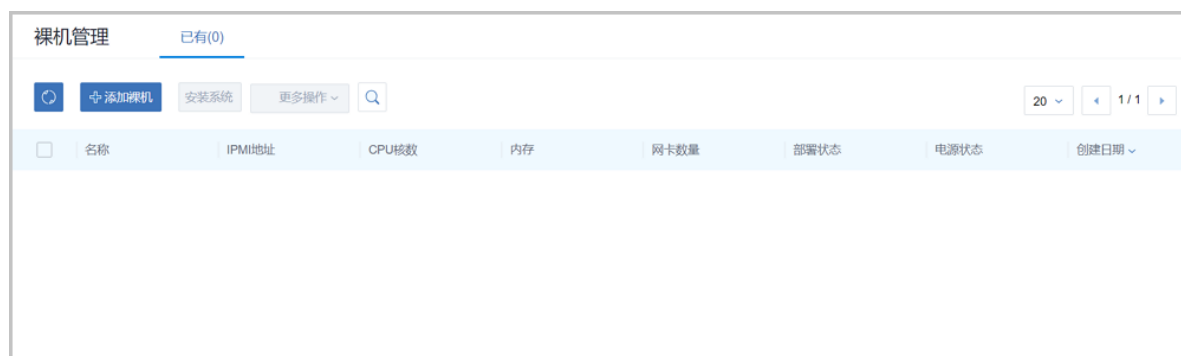 裸机管理 已有(0)
添加裸机 安装系统 更多操作 20 1 / 1
名称 IPMI地址 CPU核数 内存 网卡数量 部署状态 电源状态 创建日期